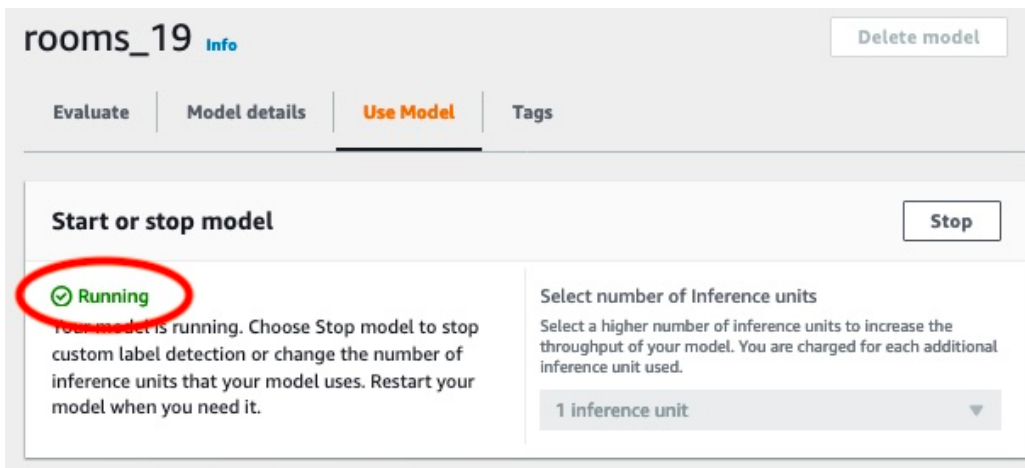 rooms_19 Info
Delete model
Evaluate
Model details
Use Model
Tags
Start or stop model
Stop
Running
Your model is running. Choose Stop model to stop
custom label detection or change the number of
inference units that your model uses. Restart your
model when you need it.
Select number of Inference units
Select a higher number of inference units to increase the
throughput of your model. You are charged for each additional
inference unit used.
1 inference unit